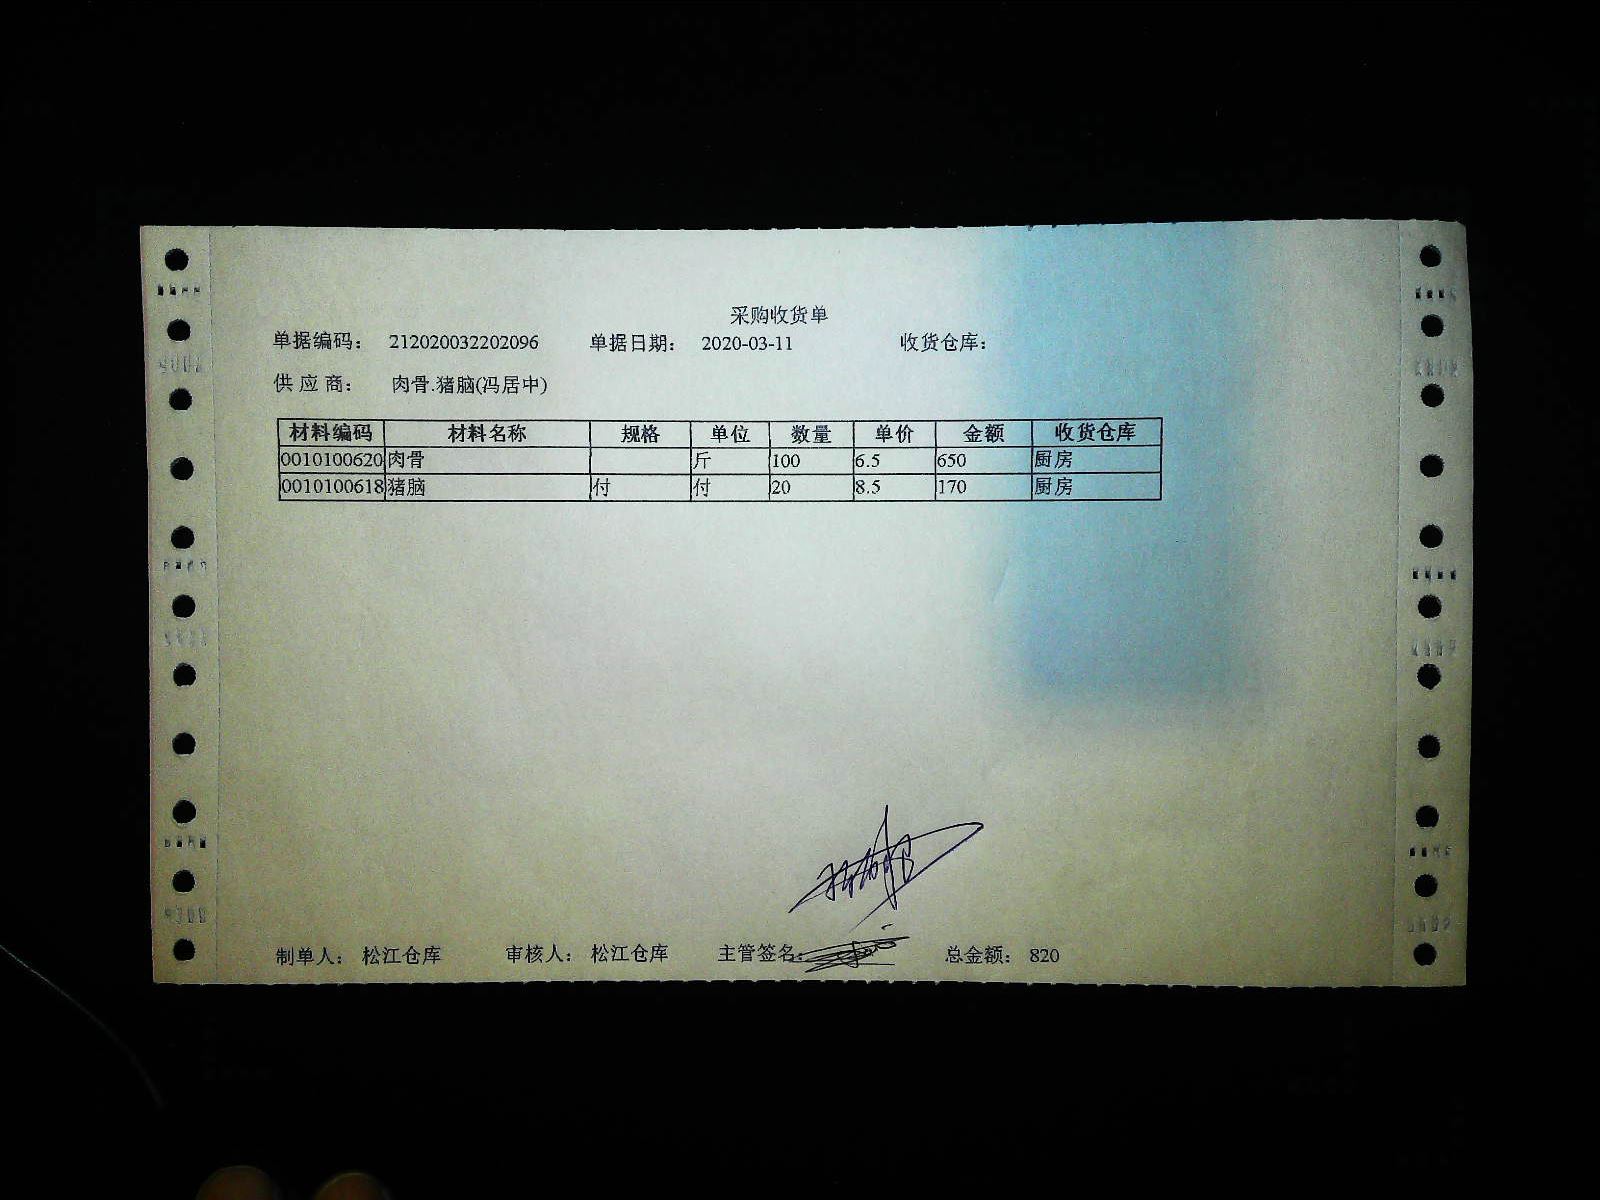 采购收货单
单据编码： 212020032202096 单据日期： 2020-03-11 收货仓库：
供 应 商： 肉骨.猪脑(冯居中)
材料编码 材料名称 规格 单位 数量 单价 金额 收货仓库
0010100620 肉骨 斤 100 6.5 650 厨房
0010100618 猪脑 付 付 20 8.5 170 厨房
制单人： 松江仓库 审核人： 松江仓库 主管签名: 总金额： 820